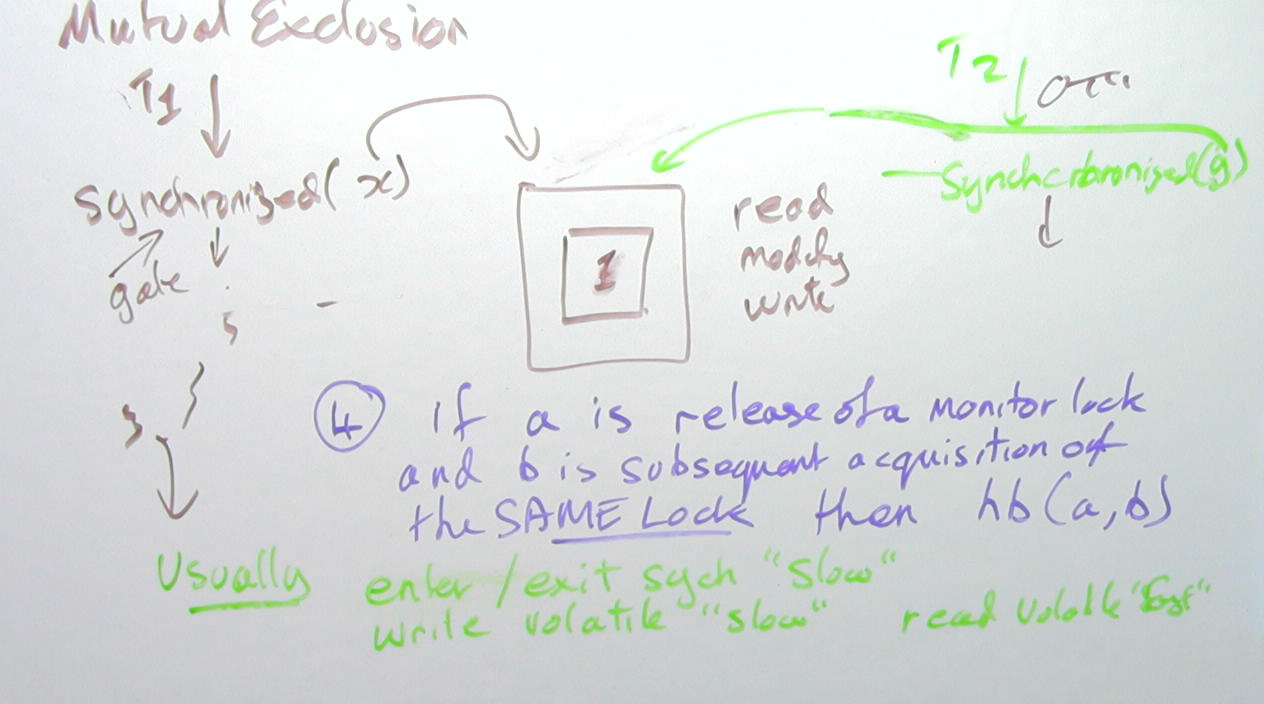 Mutual Exclusion
T1
T2
synchronized(x)
gate
1
read
modify
write
④ If a is release of a monitor lock
and b is subsequent acquisition of
the SAME Lock then hb(a,b)
Usually enter/exit sych "slow"
write volatile "slow" read volatile "fast"